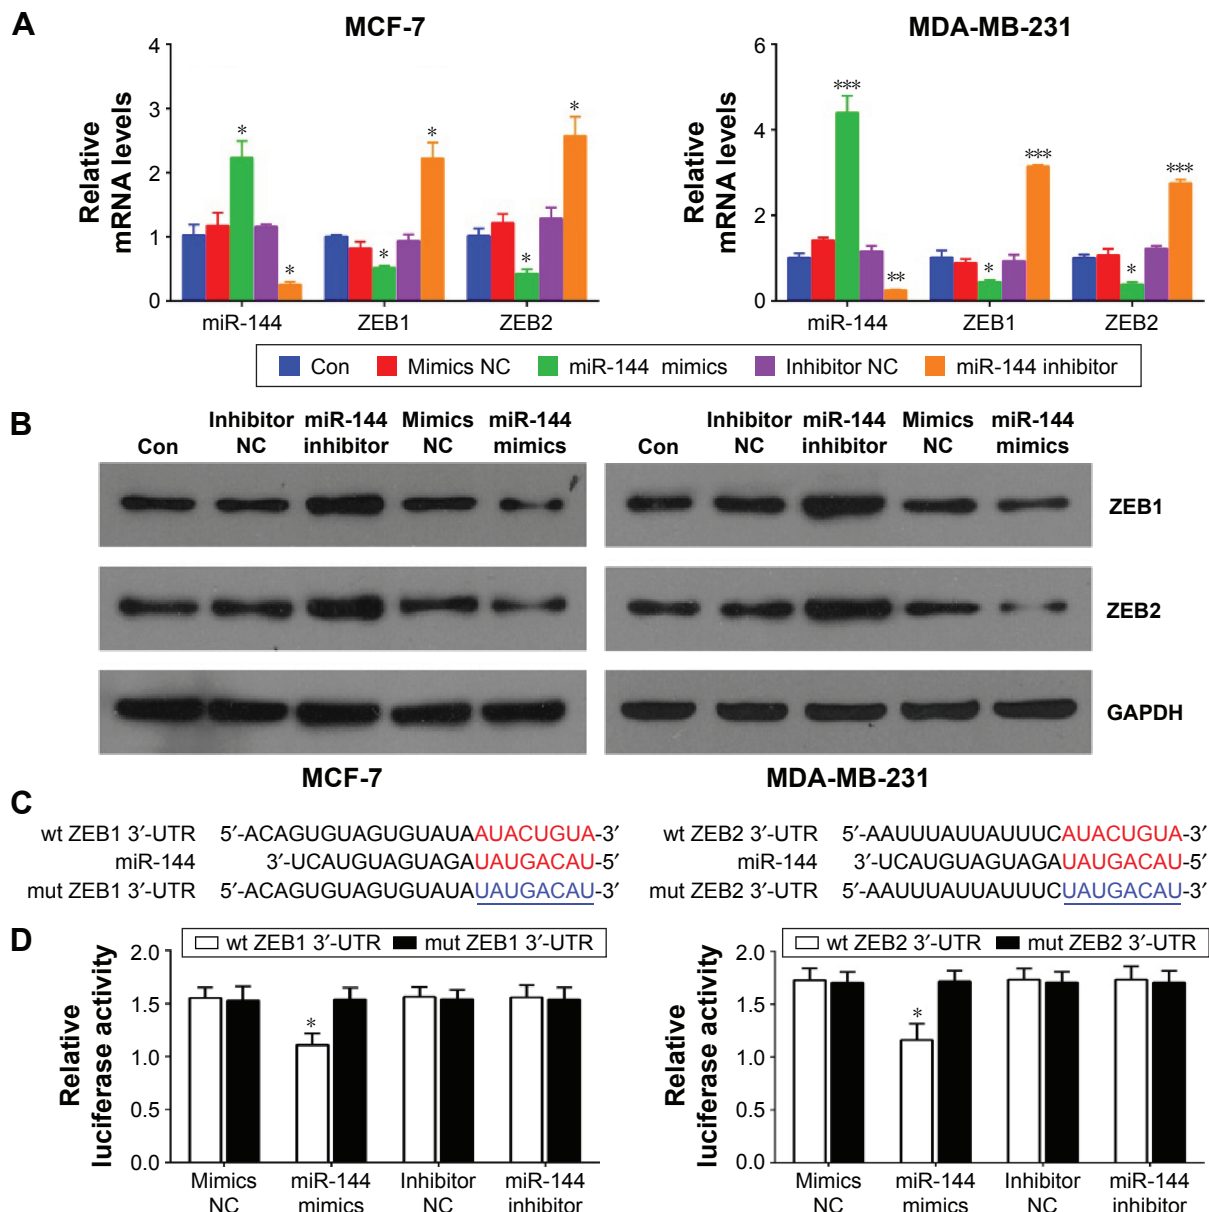 A
MCF-7
MDA-MB-231
Relative
mRNA levels
4
3
2
1
0
*
*
*
*
*
*
miR-144
ZEB1
ZEB2
Relative
mRNA levels
6
4
2
0
***
**
*
***
*
***
miR-144
ZEB1
ZEB2
Con
Mimics NC
miR-144 mimics
Inhibitor NC
miR-144 inhibitor
B
Con
Inhibitor
NC
miR-144
inhibitor
Mimics
NC
miR-144
mimics
Con
Inhibitor
NC
miR-144
inhibitor
Mimics
NC
miR-144
mimics
ZEB1
ZEB2
GAPDH
MCF-7
MDA-MB-231
C
wt ZEB1 3′-UTR 5′-ACAGUGUAGUGUAUAAUACUGUA-3′
miR-144 3′-UCAUGUAGUAGAUAUGACAU-5′
mut ZEB1 3′-UTR 5′-ACAGUGUAGUGUAUAUAUGACAU-3′
wt ZEB2 3′-UTR 5′-AAUUUAUUAUUUCAUACUGUA-3′
miR-144 3′-UCAUGUAGUAGAUAUGACAU-5′
mut ZEB2 3′-UTR 5′-AAUUUAUUAUUUCUAUGACAU-3′
D
Relative
luciferase activity
wt ZEB1 3′-UTR
mut ZEB1 3′-UTR
2.0
1.5
1.0
0.5
0.0
*
Mimics
NC
miR-144
mimics
Inhibitor
NC
miR-144
inhibitor
Relative
luciferase activity
wt ZEB2 3′-UTR
mut ZEB2 3′-UTR
2.0
1.5
1.0
0.5
0.0
*
Mimics
NC
miR-144
mimics
Inhibitor
NC
miR-144
inhibitor